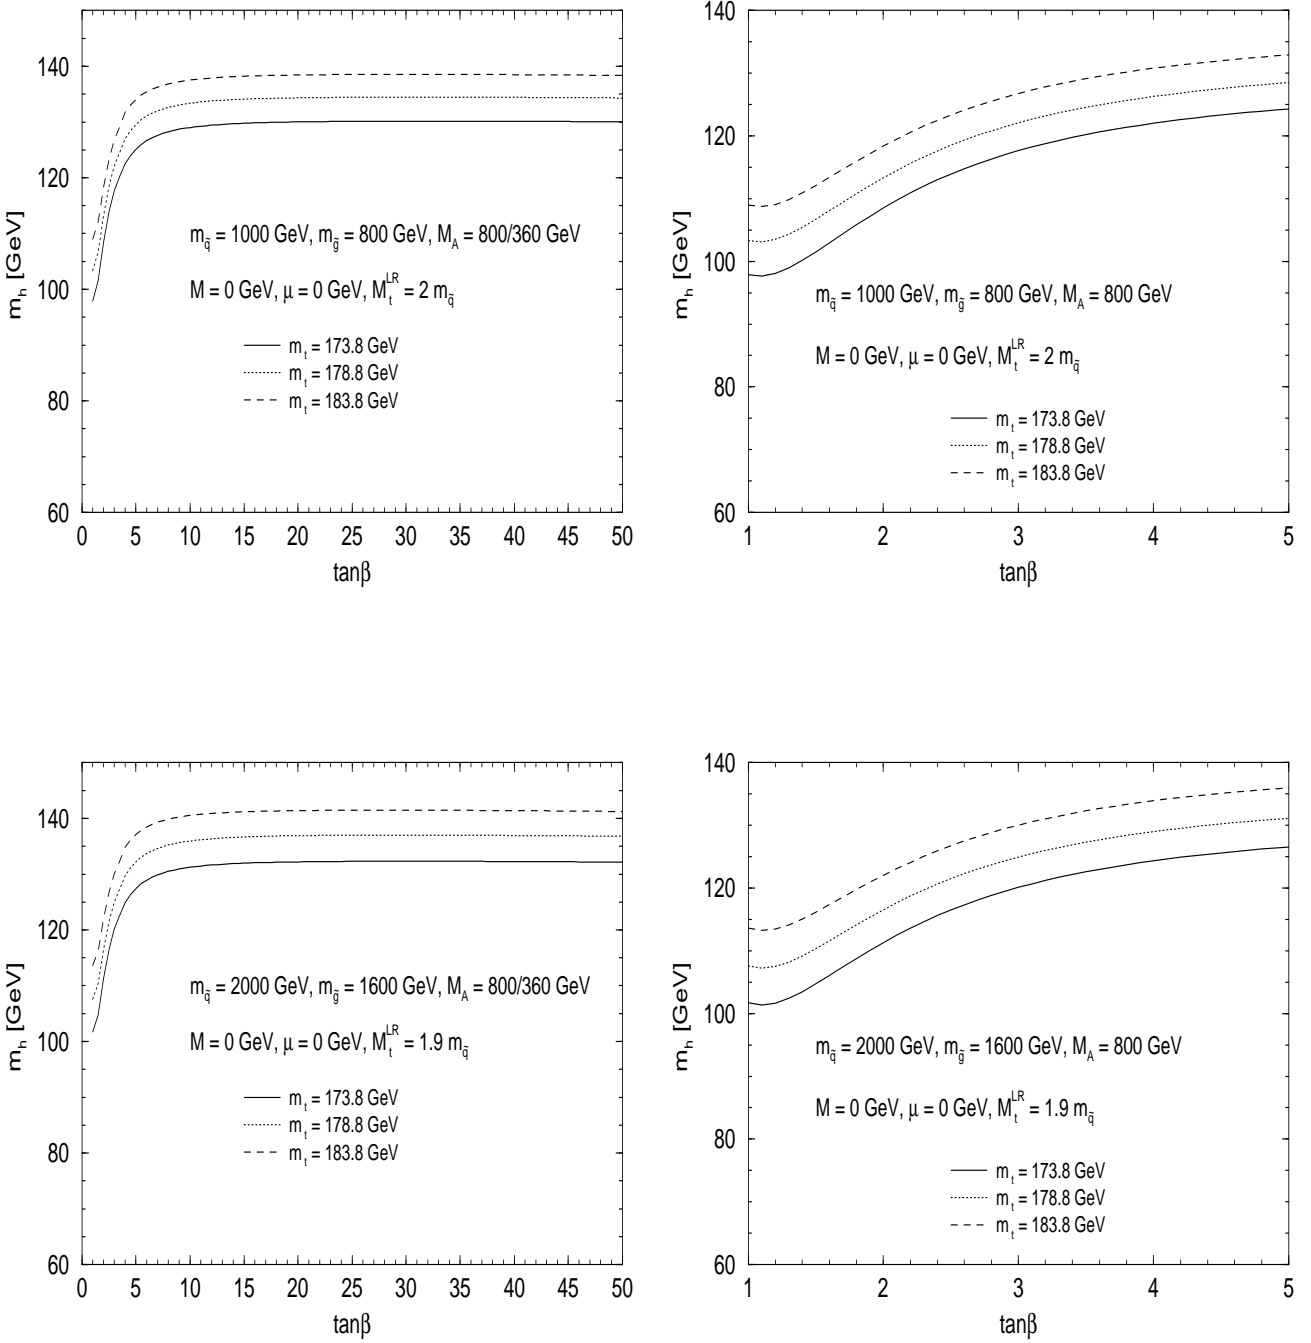 m_h [GeV]
140
120
100
80
60
m_q̃ = 1000 GeV, m_g̃ = 800 GeV, M_A = 800/360 GeV
M = 0 GeV, μ = 0 GeV, M_t^LR = 2 m_q̃
m_t = 173.8 GeV
m_t = 178.8 GeV
m_t = 183.8 GeV
0 5 10 15 20 25 30 35 40 45 50
tanβ
m_h [GeV]
140
120
100
80
60
m_q̃ = 1000 GeV, m_g̃ = 800 GeV, M_A = 800 GeV
M = 0 GeV, μ = 0 GeV, M_t^LR = 2 m_q̃
m_t = 173.8 GeV
m_t = 178.8 GeV
m_t = 183.8 GeV
1 2 3 4 5
tanβ
m_h [GeV]
140
120
100
80
60
m_q̃ = 2000 GeV, m_g̃ = 1600 GeV, M_A = 800/360 GeV
M = 0 GeV, μ = 0 GeV, M_t^LR = 1.9 m_q̃
m_t = 173.8 GeV
m_t = 178.8 GeV
m_t = 183.8 GeV
0 5 10 15 20 25 30 35 40 45 50
tanβ
m_h [GeV]
140
120
100
80
60
m_q̃ = 2000 GeV, m_g̃ = 1600 GeV, M_A = 800 GeV
M = 0 GeV, μ = 0 GeV, M_t^LR = 1.9 m_q̃
m_t = 173.8 GeV
m_t = 178.8 GeV
m_t = 183.8 GeV
1 2 3 4 5
tanβ